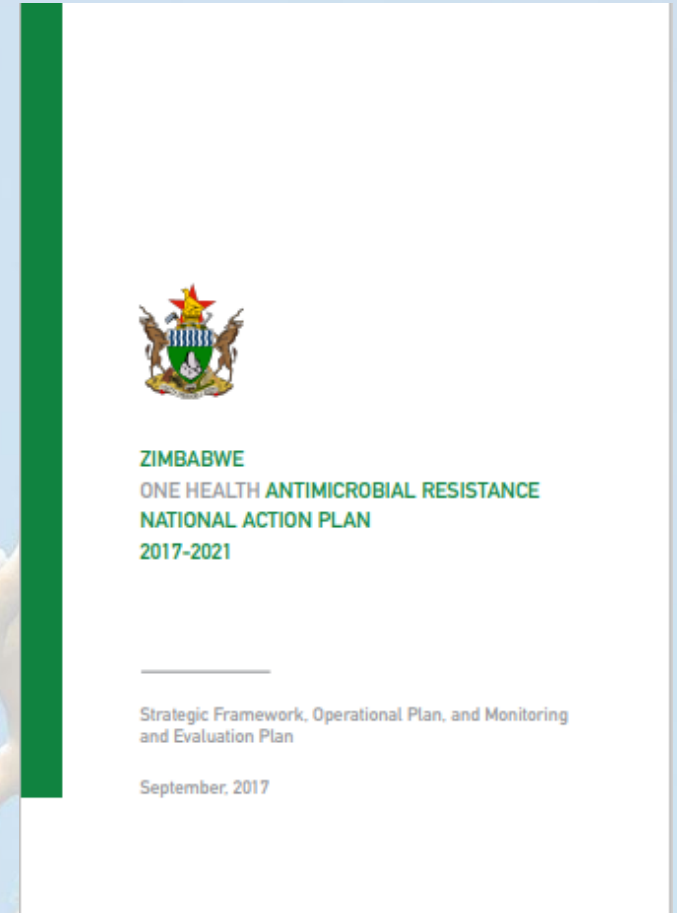 ZIMBABWE
ONE HEALTH ANTIMICROBIAL RESISTANCE
NATIONAL ACTION PLAN
2017-2021
Strategic Framework, Operational Plan, and Monitoring
and Evaluation Plan
September, 2017